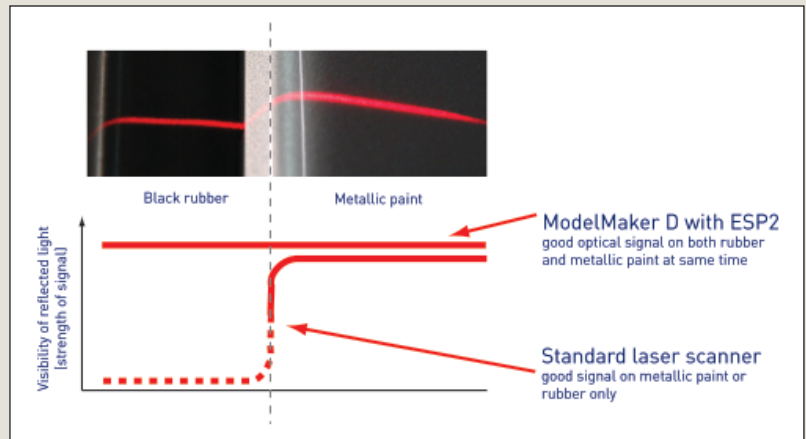 Black rubber
Metallic paint
Visibility of reflected light
[strength of signal]
ModelMaker D with ESP2
good optical signal on both rubber
and metallic paint at same time
Standard laser scanner
good signal on metallic paint or
rubber only